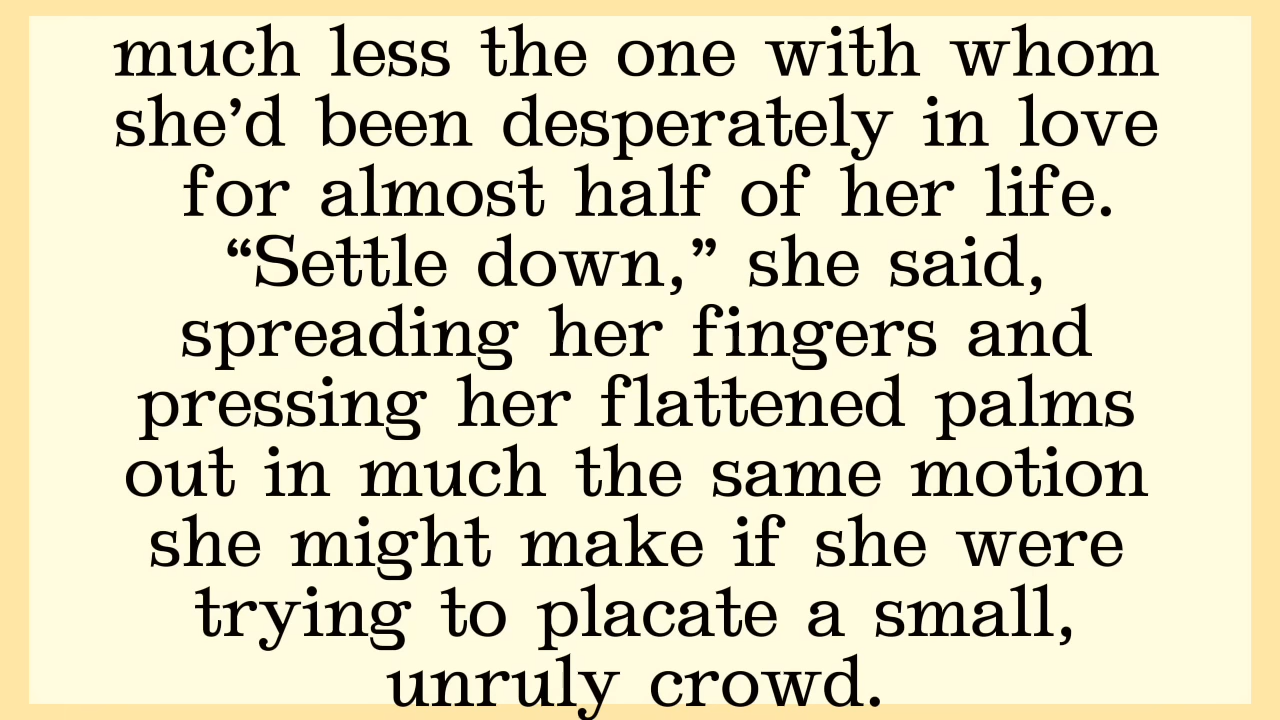 much less the one with whom
she’d been desperately in love
for almost half of her life.
“Settle down,” she said,
spreading her fingers and
pressing her flattened palms
out in much the same motion
she might make if she were
trying to placate a small,
unruly crowd.